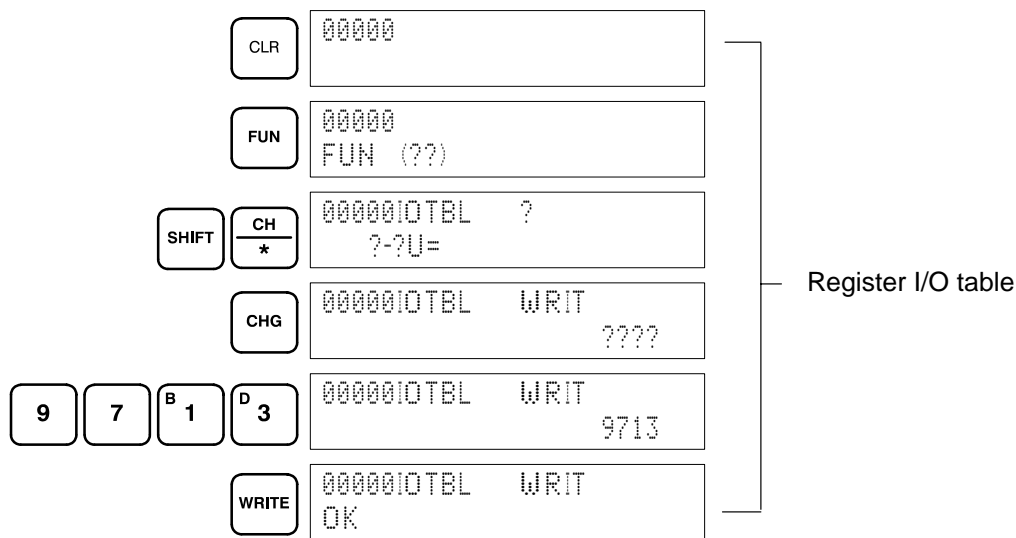 CLR
00000
FUN
00000
FUN (??)
SHIFT
CH
*
00000IOTBL ?
?-?U=
CHG
00000IOTBL WRIT
????
Register I/O table
9 7 B 1 D 3
00000IOTBL WRIT
9713
WRITE
00000IOTBL WRIT
OK